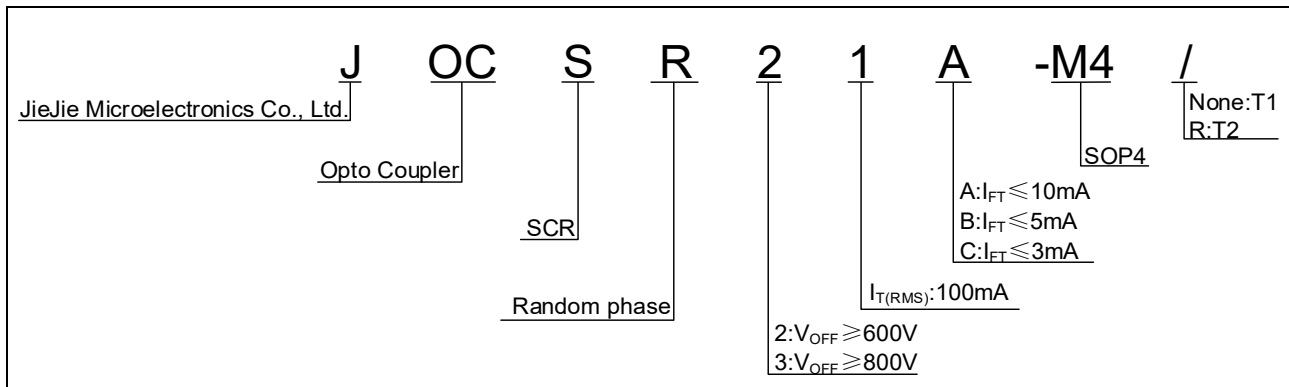 J OC S R 2 1 A -M4 /
JieJie Microelectronics Co., Ltd.
None:T1
R:T2
Opto Coupler
SOP4
A:IFT≤10mA
B:IFT≤5mA
C:IFT≤3mA
SCR
Random phase
IT(RMS):100mA
2:VOFF≥600V
3:VOFF≥800V